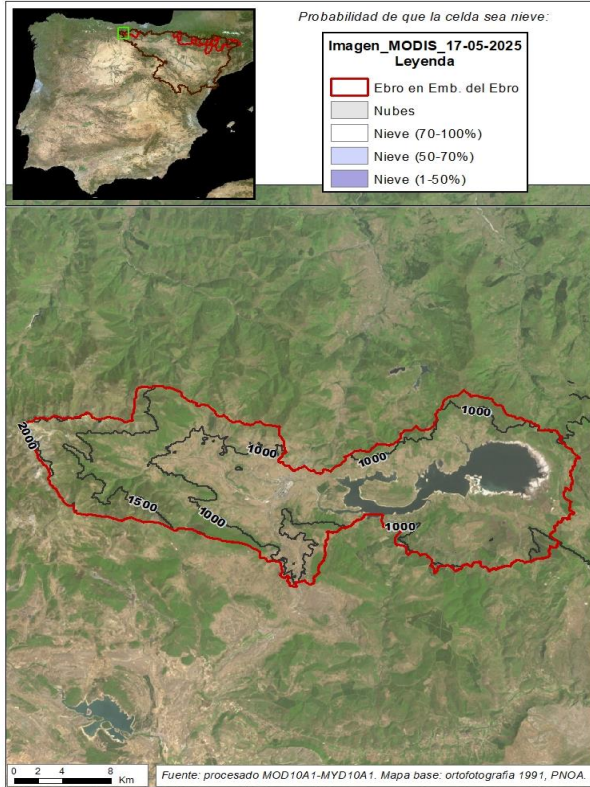 Probabilidad de que la celda sea nieve:
Imagen_MODIS_17-05-2025
Leyenda
Ebro en Emb. del Ebro
Nubes
Nieve (70-100%)
Nieve (50-70%)
Nieve (1-50%)
1000
2000
1000
1000
1500
1000
1000
0 2 4 8
Km
Fuente: procesado MOD10A1-MYD10A1. Mapa base: ortofotografia 1991, PNOA.